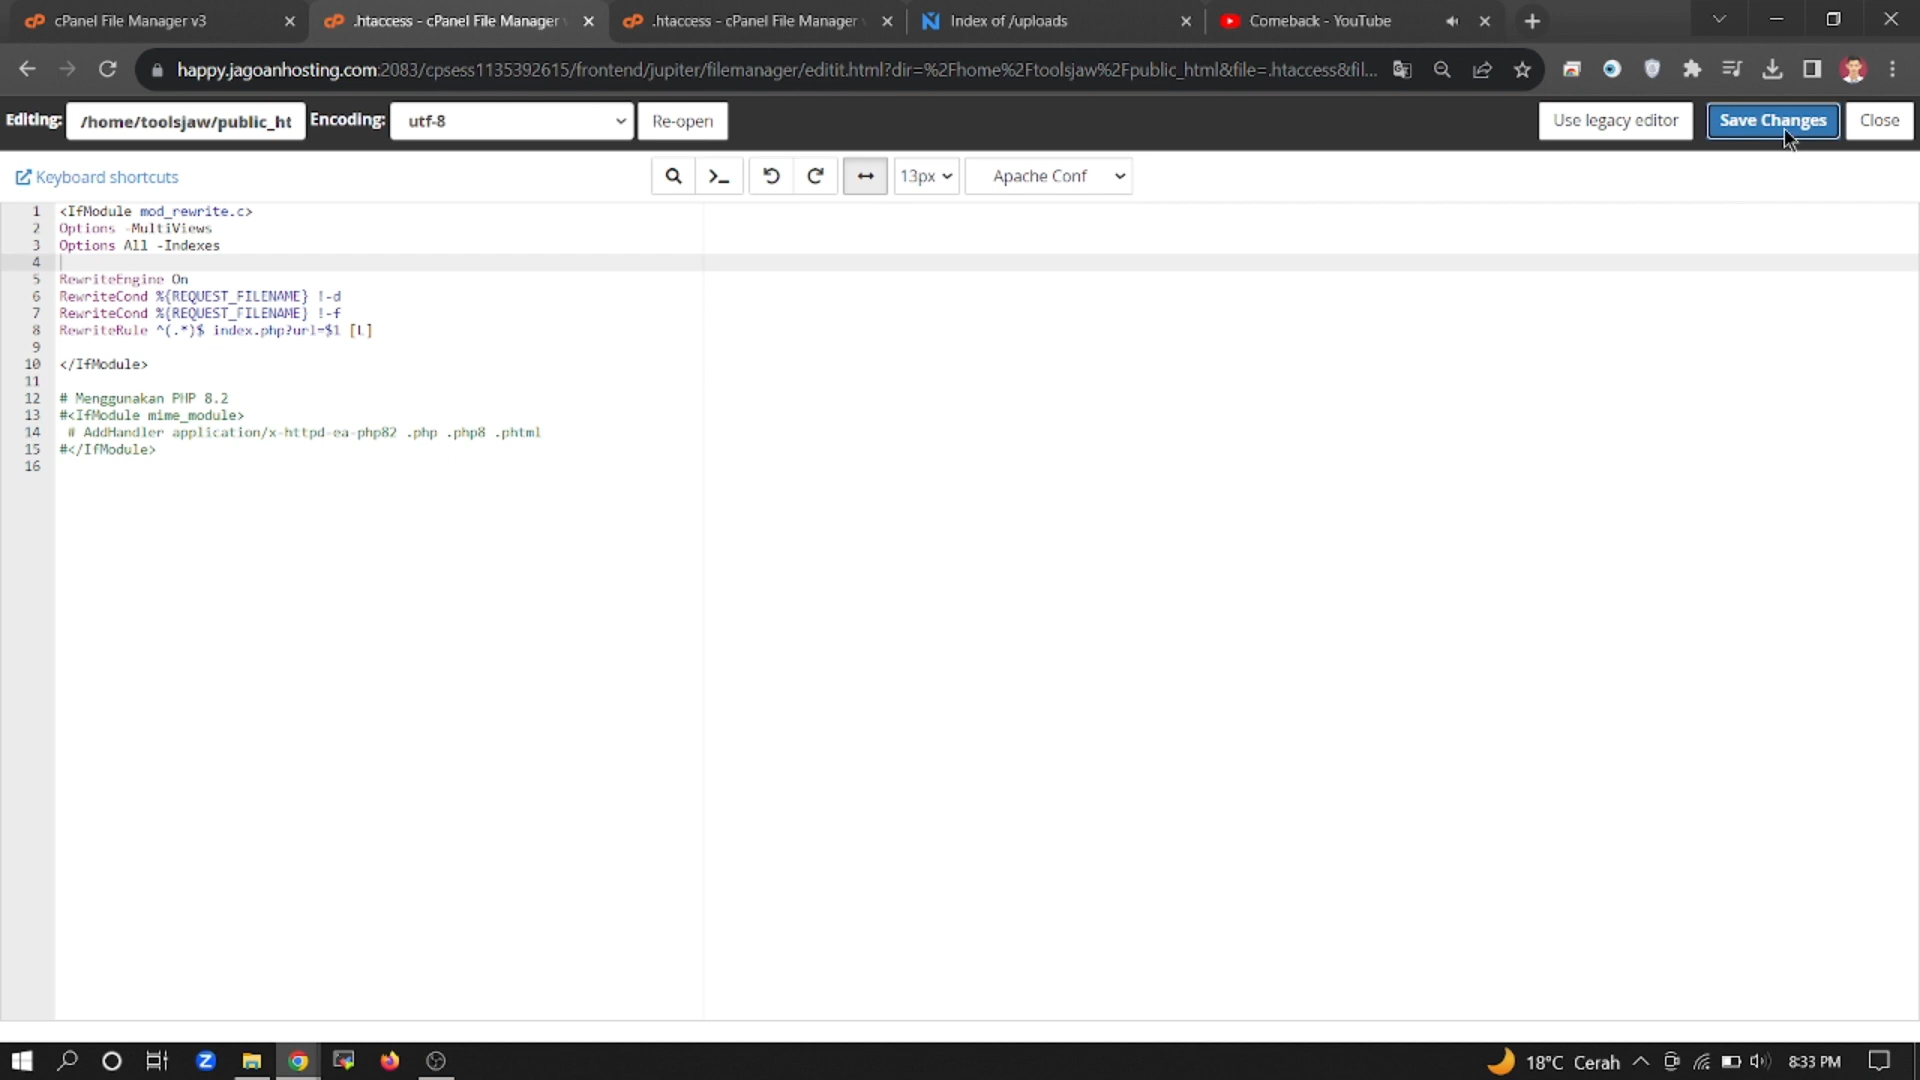 cPanel File Manager v3
.htaccess - cPanel File Manager
.htaccess - cPanel File Manager
Index of /uploads
Comeback - YouTube
happy.jagoanhosting.com:2083/cpsess1135392615/frontend/jupiter/filemanager/editit.html?dir=%2Fhome%2Ftoolsjaw%2Fpublic_html&file=.htaccess&fil...
Editing: /home/toolsjaw/public_ht Encoding: utf-8 Re-open Use legacy editor Save Changes Close
Keyboard shortcuts 13px Apache Conf
1 <IfModule mod_rewrite.c>
2 Options -MultiViews
3 Options All -Indexes
4
5 RewriteEngine On
6 RewriteCond %{REQUEST_FILENAME} !-d
7 RewriteCond %{REQUEST_FILENAME} !-f
8 RewriteRule ^(.*)$ index.php?url=$1 [L]
9
10 </IfModule>
11
12 # Menggunakan PHP 8.2
13 #<IfModule mime_module>
14 # AddHandler application/x-httpd-ea-php82 .php .php8 .phtml
15 #</IfModule>
16
18°C Cerah 8:33 PM